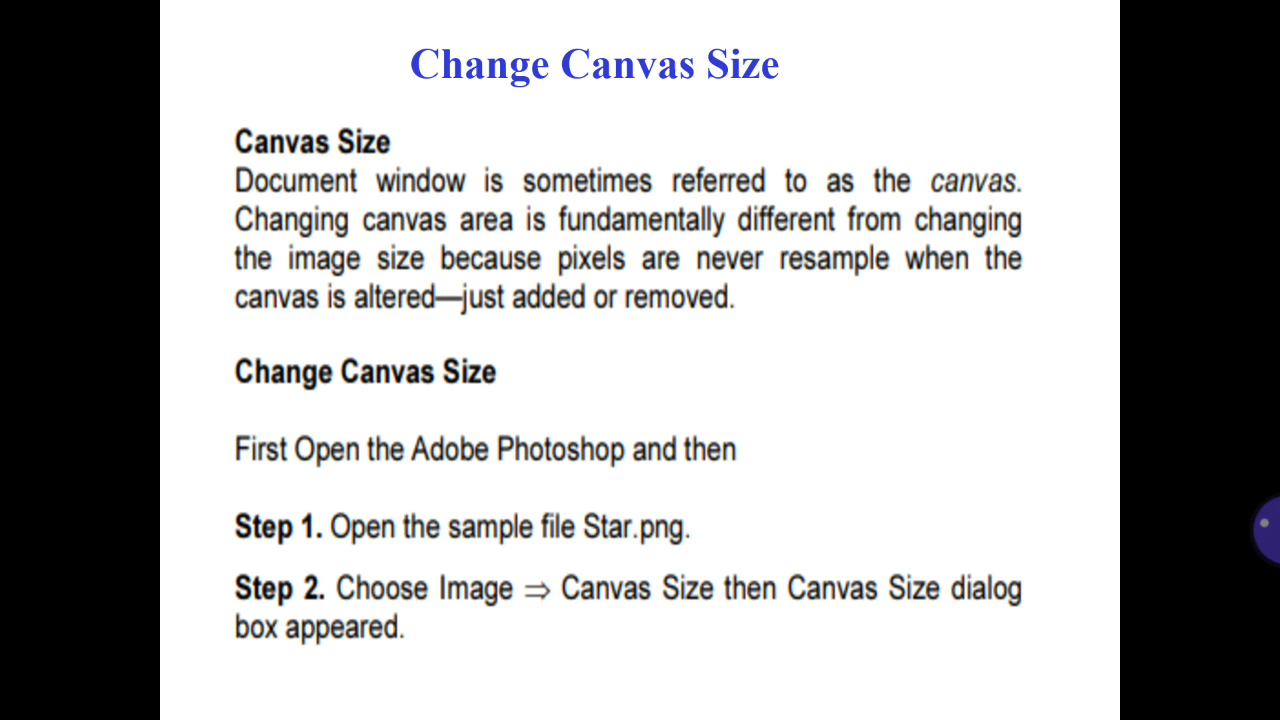 Change Canvas Size
Canvas Size
Document window is sometimes referred to as the canvas.
Changing canvas area is fundamentally different from changing
the image size because pixels are never resample when the
canvas is altered—just added or removed.
Change Canvas Size
First Open the Adobe Photoshop and then
Step 1. Open the sample file Star.png.
Step 2. Choose Image ⇒ Canvas Size then Canvas Size dialog
box appeared.